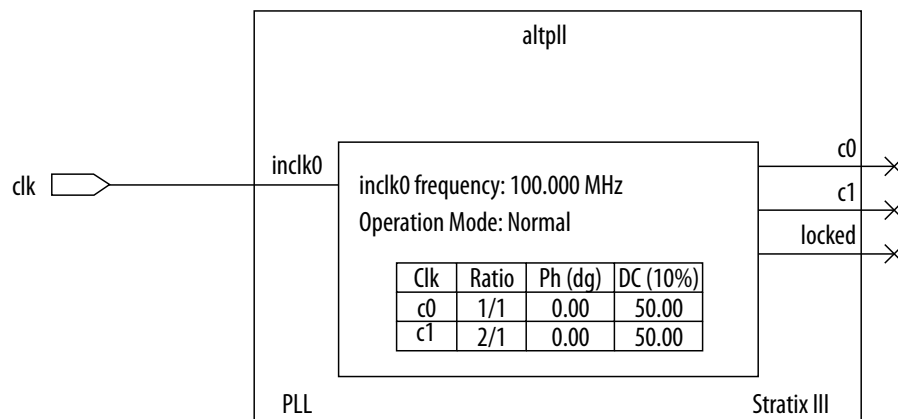 altpll
c0
inclk0
clk
inclk0 frequency: 100.000 MHz
c1
Operation Mode: Normal
locked
Clk Ratio Ph (dg) DC (10%)
c0 1/1 0.00 50.00
c1 2/1 0.00 50.00
PLL Stratix III